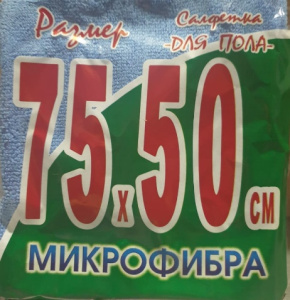 Размер
Салфетка
-ДЛЯ ПОЛА-
75х50 см
МИКРОФИБРА